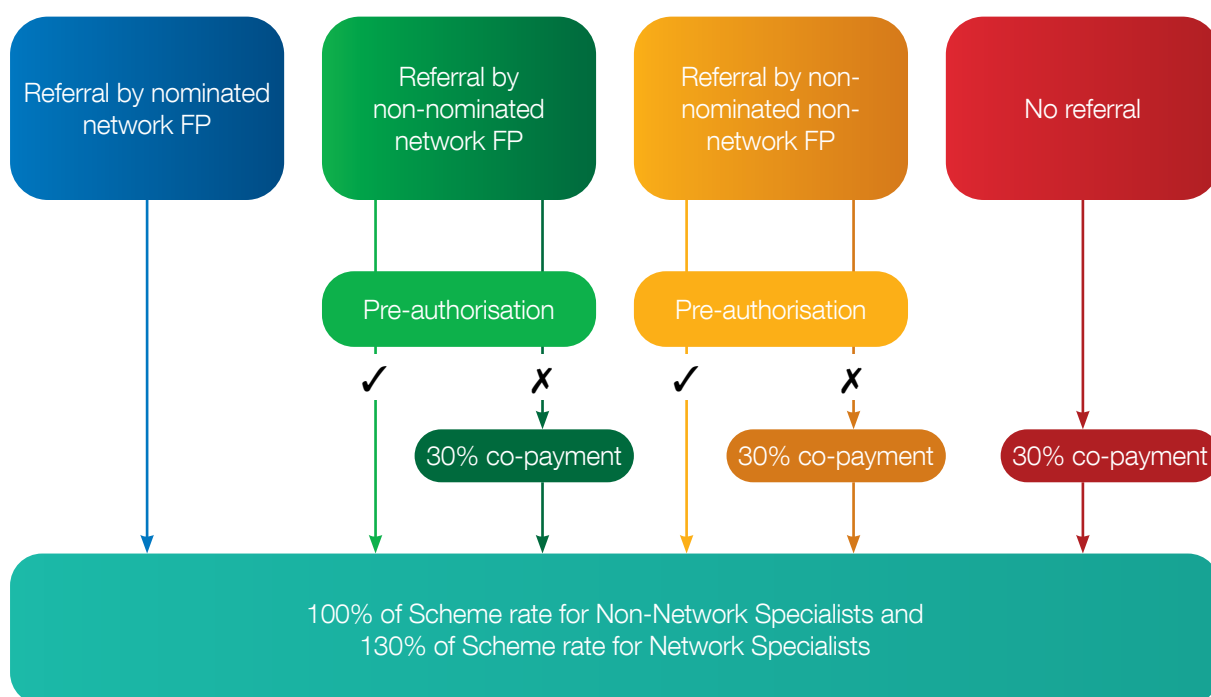 Referral by nominated
network FP
Referral by
non-nominated
network FP
Referral by non-
nominated non-
network FP
No referral
Pre-authorisation
Pre-authorisation
✓
✗
✓
✗
30% co-payment
30% co-payment
30% co-payment
100% of Scheme rate for Non-Network Specialists and
130% of Scheme rate for Network Specialists